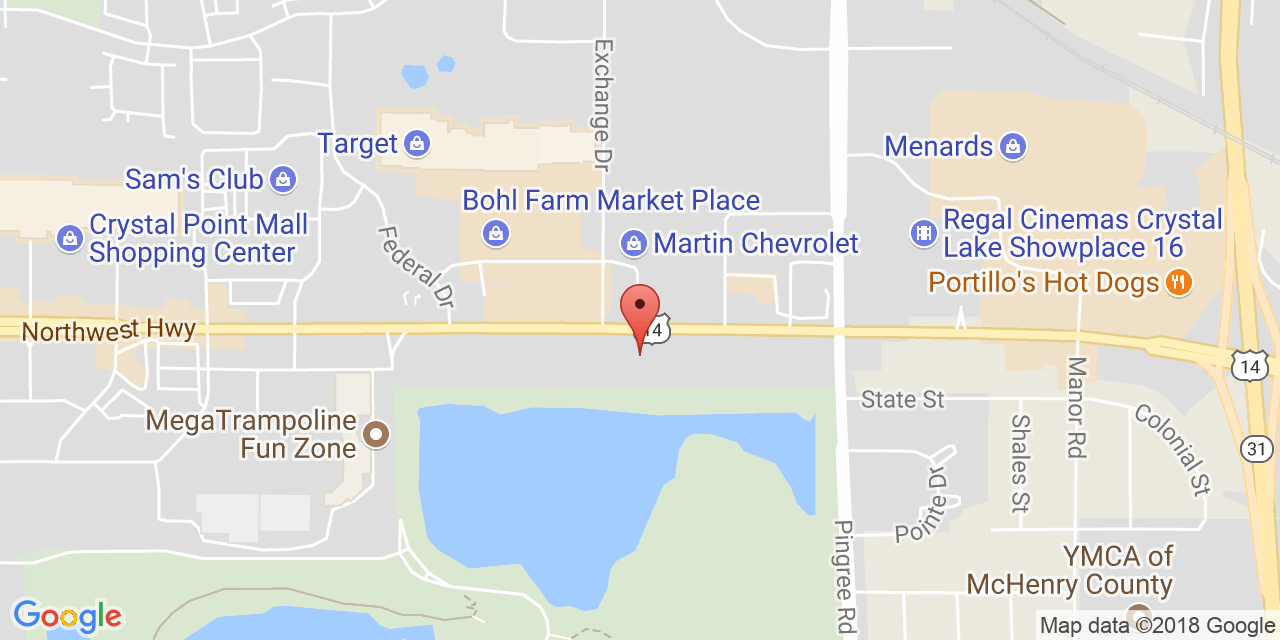 Exchange Dr
Target
Menards
Sam's Club
Bohl Farm Market Place
Crystal Point Mall
Shopping Center
Martin Chevrolet
Regal Cinemas Crystal
Lake Showplace 16
Federal Dr
Portillo's Hot Dogs
Northwest Hwy
14
14
MegaTrampoline
Fun Zone
State St
Manor Rd
Shales St
Colonial St
31
Pointe Dr
Pingree Rd
YMCA of
McHenry County
Google
Map data ©2018 Google